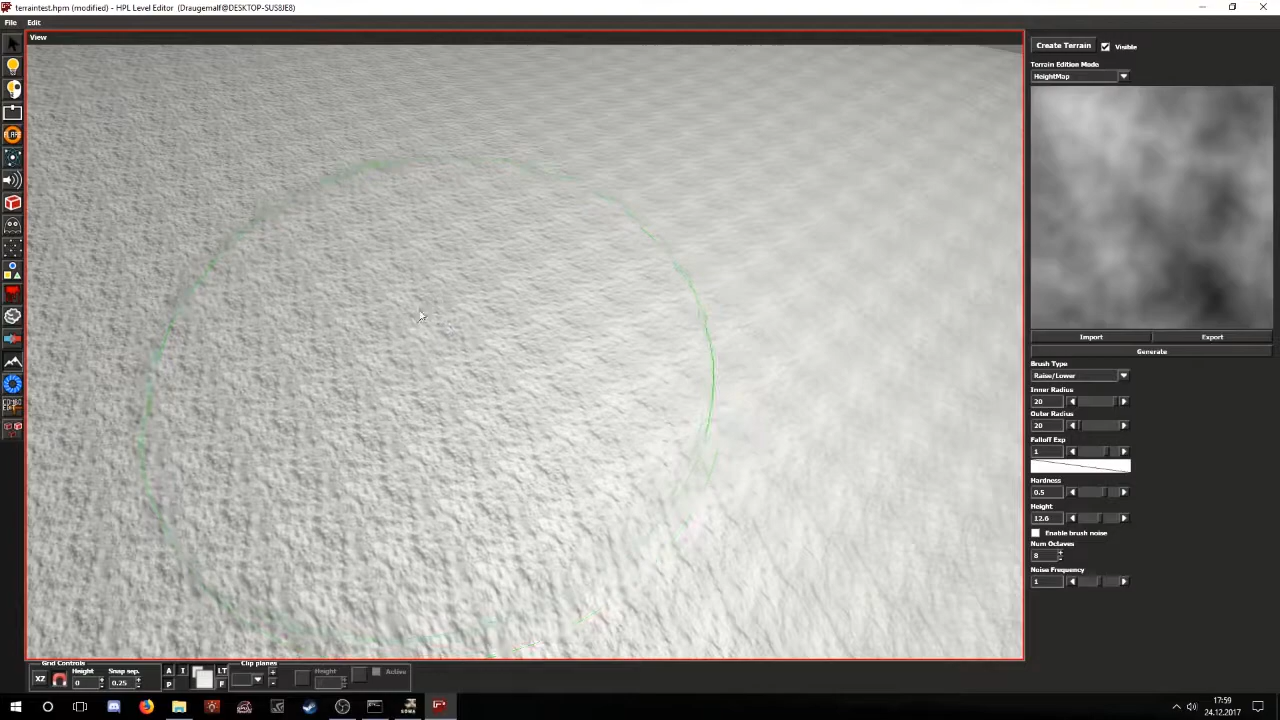 terraintest.hpm (modified) - HPL Level Editor (Draugemalf@DESKTOP-SUS8JE8)
File Edit
View
Create Terrain Visible
Terrain Edition Mode
HeightMap
Import Export
Generate
Brush Type
Raise/Lower
Inner Radius
20
Outer Radius
20
Falloff Exp
1
Hardness
0.5
Height
12.6
Enable brush noise
Num Octaves
8
Noise Frequency
1
Grid Controls
XZ
Height
0
Snap sep.
0.25
A I
P
LT
F
Clip planes
+
-
Height
Active
17:59
24.12.2017